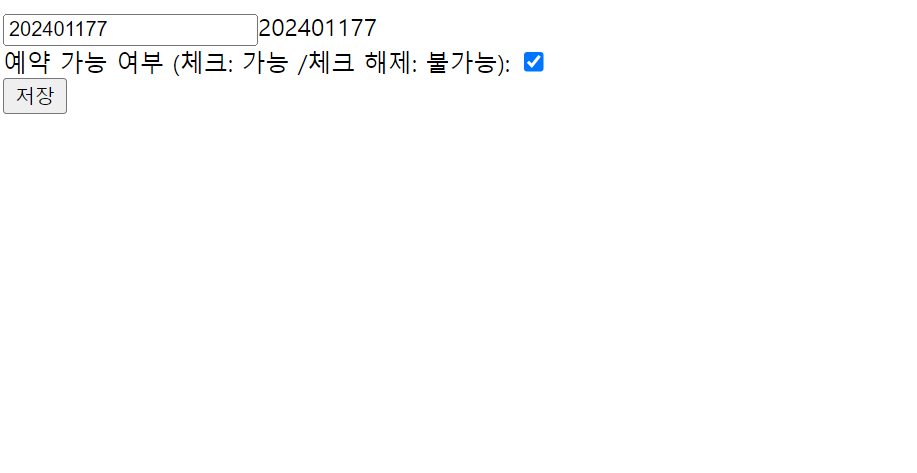 202401177 202401177
예약 가능 여부 (체크: 가능 /체크 해제: 불가능):
저장